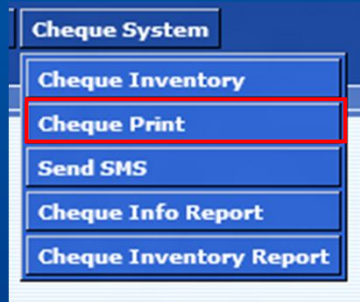 Cheque System
Cheque Inventory
Cheque Print
Send SMS
Cheque Info Report
Cheque Inventory Report